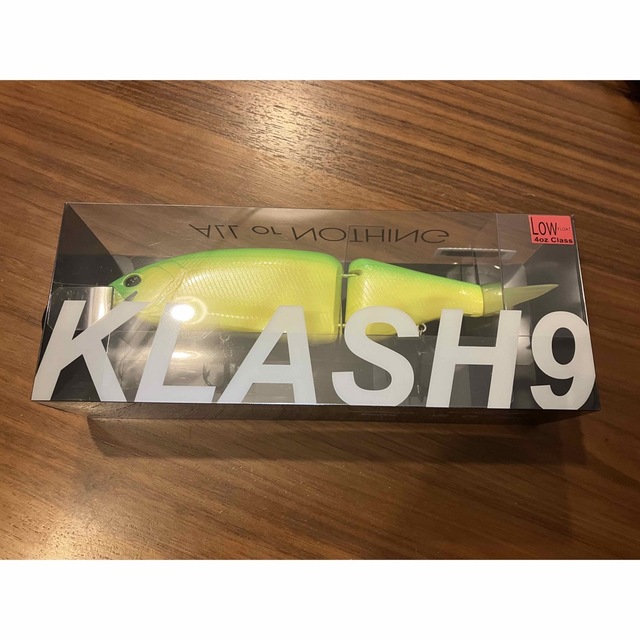 ALL OR NOTHING
LOW FLOAT
4oz Class
KLASH9